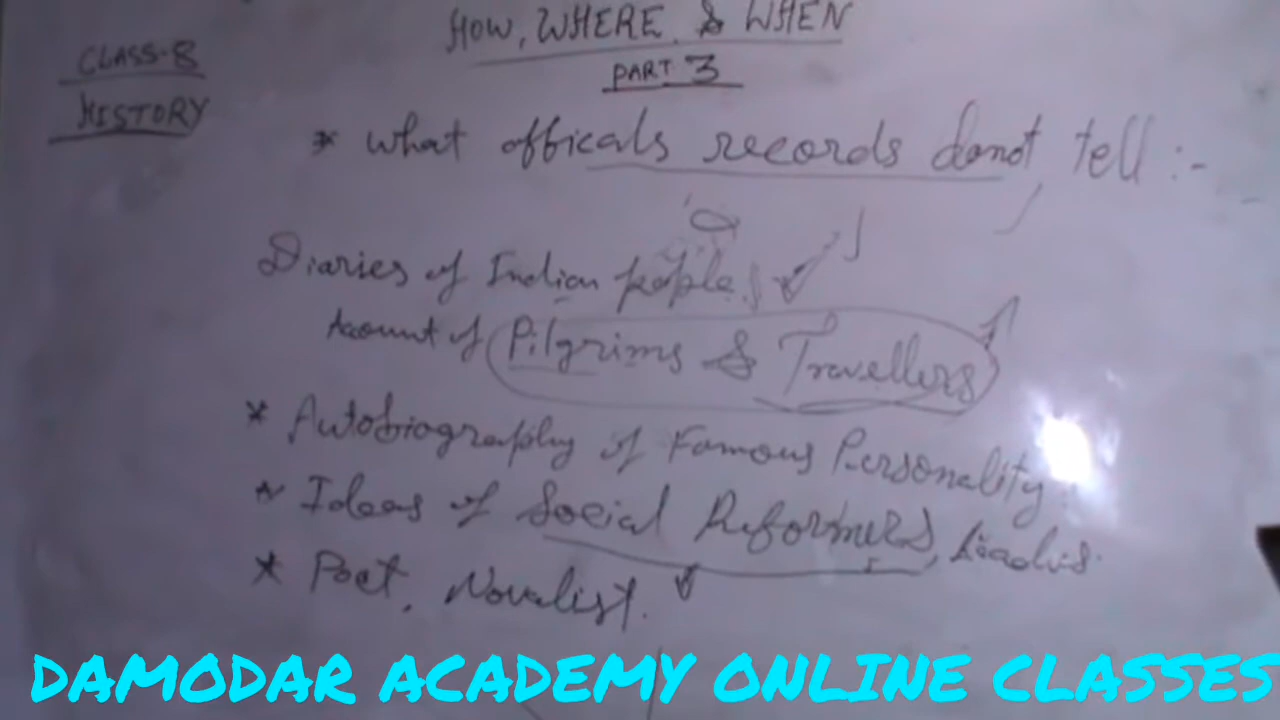 HOW, WHERE & WHEN
PART 3
CLASS-8
HISTORY
* What officals records donot tell :-
Diaries of Indian people.
Account of Pilgrims & Travellers
* Autobiography of Famous Personality.
* Ideas of Social Reformers,
* Poet, Novelist.
DAMODAR ACADEMY ONLINE CLASSES